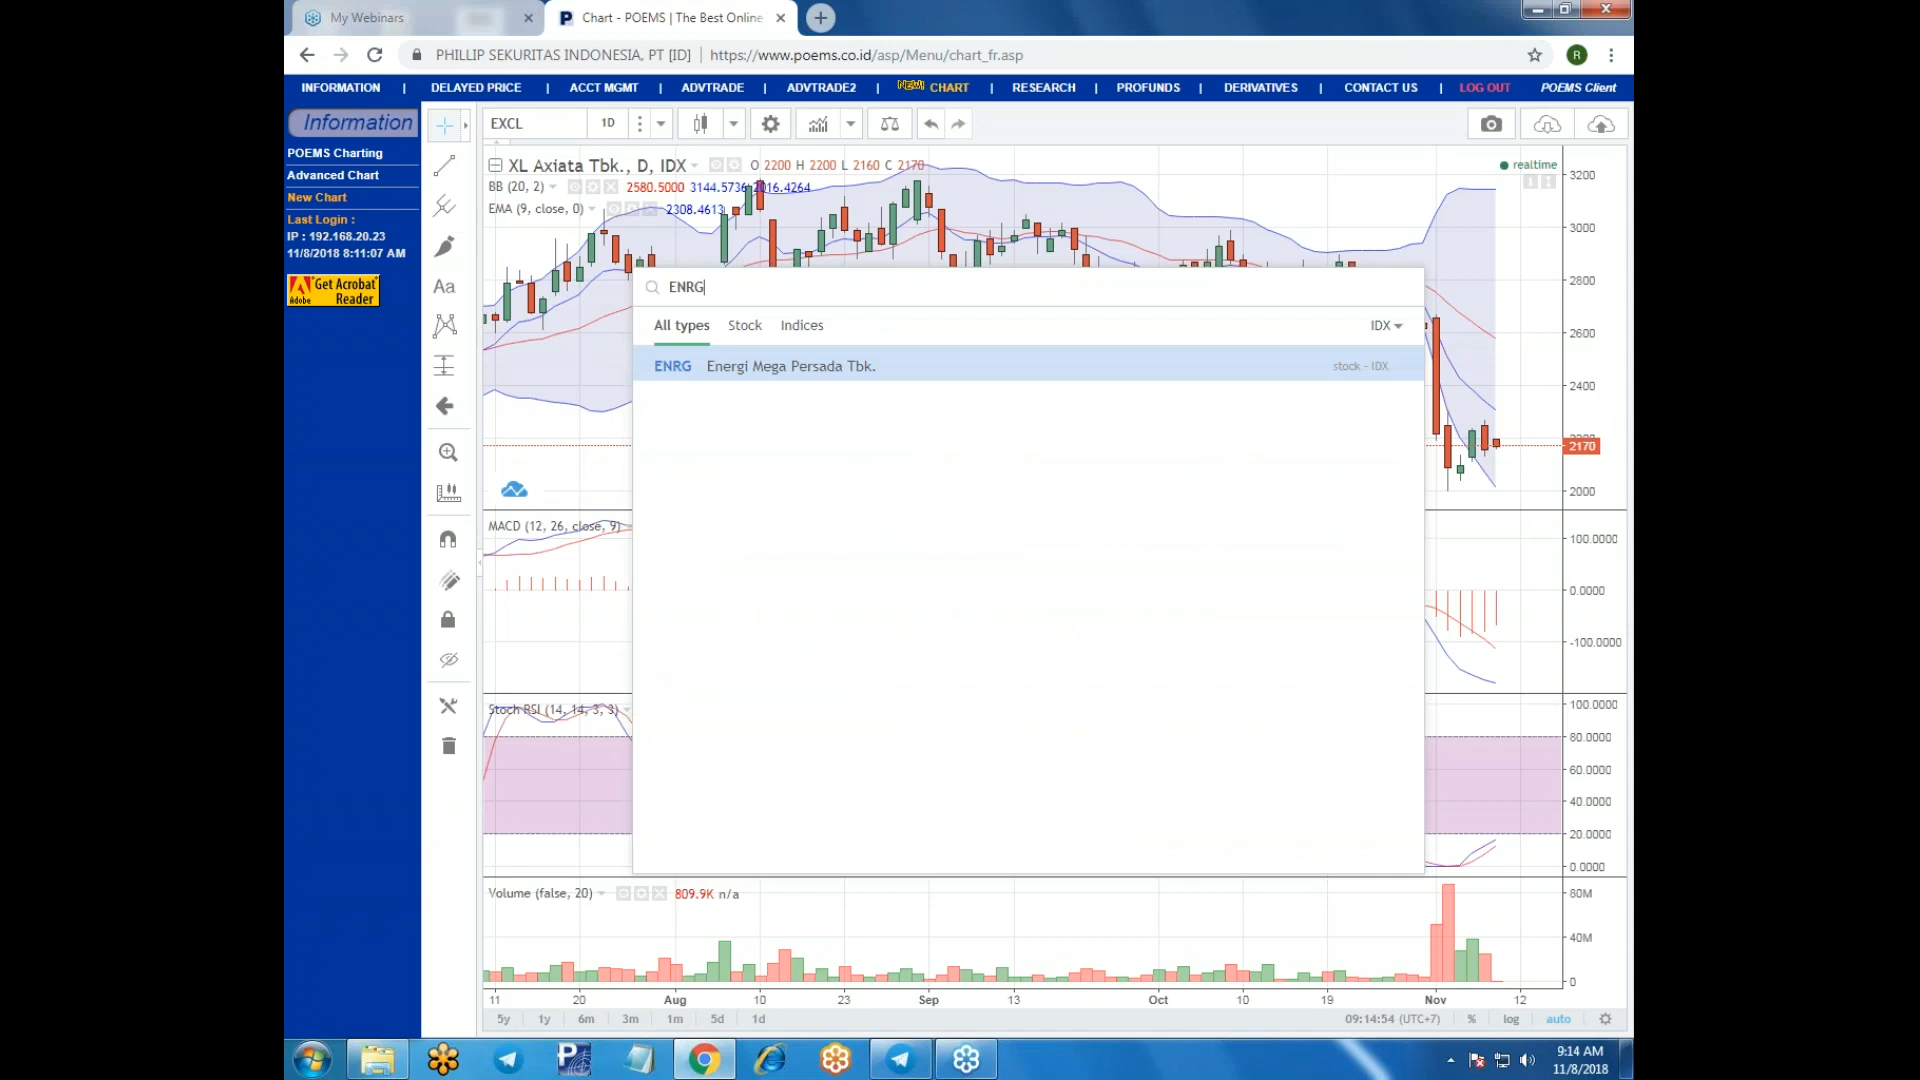 My Webinars
Chart - POEMS | The Best Online
PHILLIP SEKURITAS INDONESIA, PT [ID] | https://www.poems.co.id/asp/Menu/chart_fr.asp
R
INFORMATION | DELAYED PRICE | ACCT MGMT | ADVTRADE | ADVTRADE2 | NEW! CHART | RESEARCH | PROFUNDS | DERIVATIVES | CONTACT US | LOG OUT POEMS Client
Information
POEMS Charting
Advanced Chart
New Chart
Last Login :
IP : 192.168.20.23
11/8/2018 8:11:07 AM
Get Acrobat
Adobe Reader
Aa
EXCL 1D
XL Axiata Tbk., D, IDX O 2200 H 2200 L 2160 C 2170
realtime
BB (20, 2) 2580.5000 3144.5736 2016.4264
EMA (9, close, 0) 2308.4613
ENRG
All types Stock Indices IDX
ENRG Energi Mega Persada Tbk. stock - IDX
3200
3000
2800
2600
2400
2170
2000
MACD (12, 26, close, 9)
100.0000
0.0000
-100.0000
Stoch RSI (14, 14, 3, 3)
100.0000
80.0000
60.0000
40.0000
20.0000
0.0000
Volume (false, 20) 809.9K n/a
80M
40M
0
11 20 Aug 10 23 Sep 13 Oct 10 19 Nov 12
5y 1y 6m 3m 1m 5d 1d 09:14:54 (UTC+7) % log auto
9:14 AM
11/8/2018